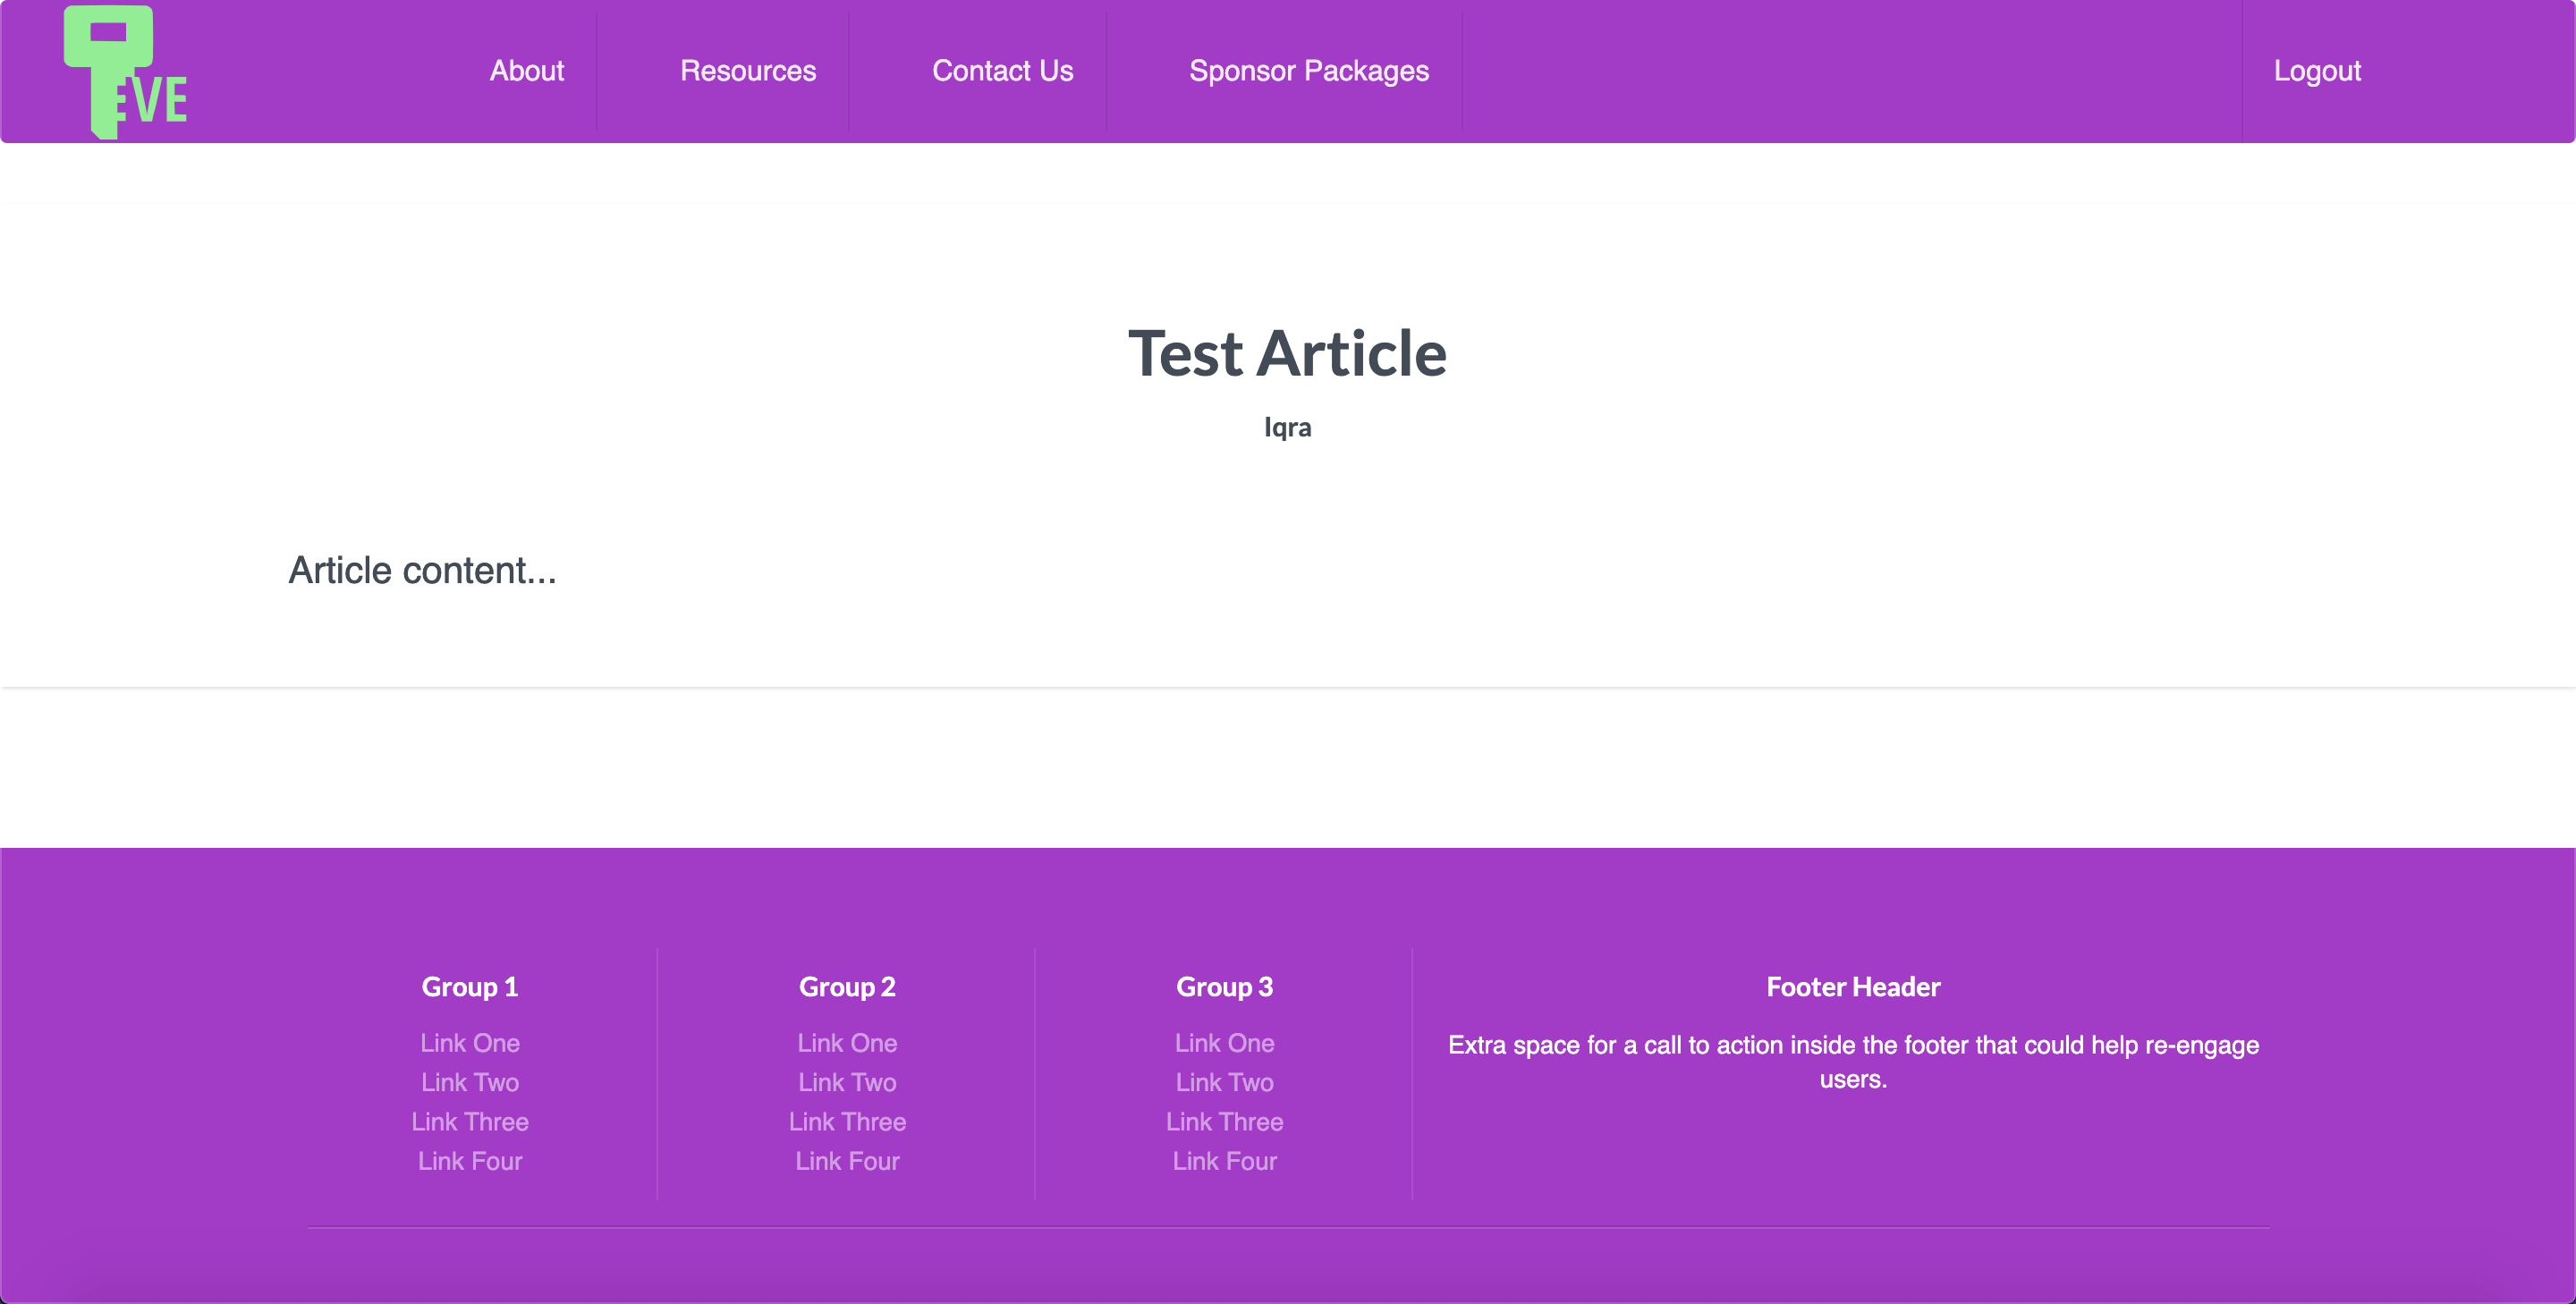 EVE
About
Resources
Contact Us
Sponsor Packages
Logout
Test Article
Iqra
Article content...
Group 1
Link One
Link Two
Link Three
Link Four
Group 2
Link One
Link Two
Link Three
Link Four
Group 3
Link One
Link Two
Link Three
Link Four
Footer Header
Extra space for a call to action inside the footer that could help re-engage
users.